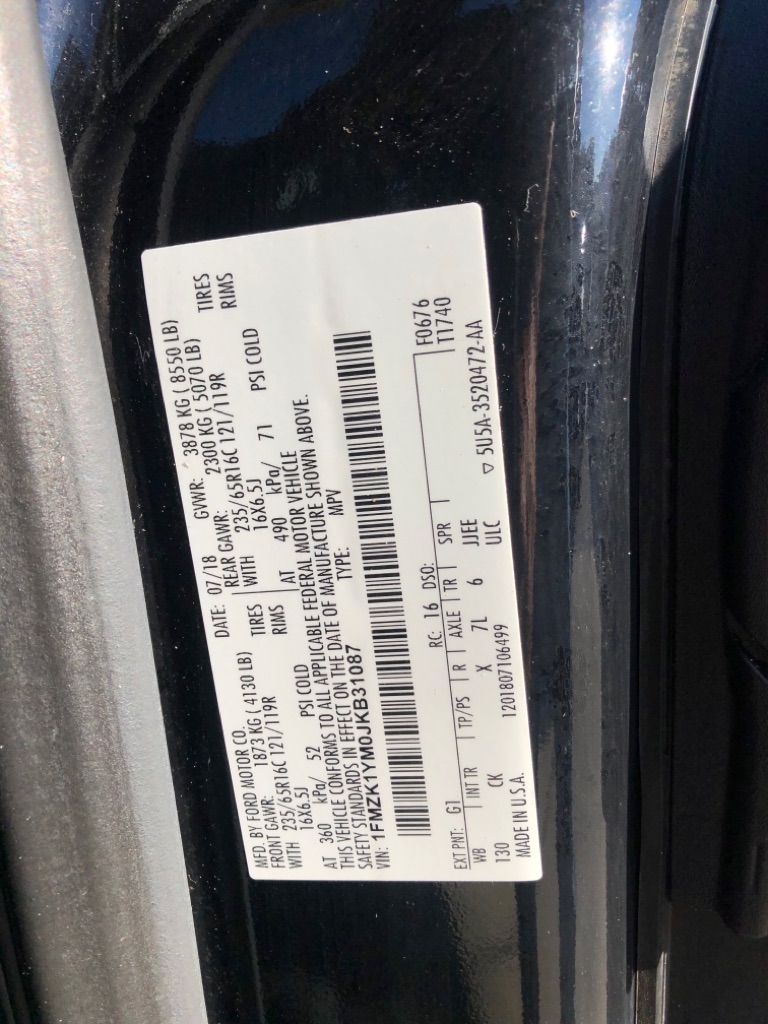 MFD. BY FORD MOTOR CO.
DATE: 07/18 GVWR: 3878 KG ( 8550 LB)
FRONT GAWR: 1873 KG ( 4130 LB) REAR GAWR: 2300 KG ( 5070 LB)
WITH 235/65R16C 121/119R TIRES WITH 235/65R16C 121/119R TIRES
16X6.5J RIMS 16X6.5J RIMS
AT 360 kPa/ 52 PSI COLD AT 490 kPa/ 71 PSI COLD
THIS VEHICLE CONFORMS TO ALL APPLICABLE FEDERAL MOTOR VEHICLE
SAFETY STANDARDS IN EFFECT ON THE DATE OF MANUFACTURE SHOWN ABOVE.
VIN: 1FMZK1YM0JKB31087 TYPE: MPV
F0676
T1740
EXT PNT: G1 RC: 16 DSO:
WB INT TR TP/PS R AXLE TR SPR
130 CK X 7L 6 JJEE
MADE IN U.S.A. 1201807106499 ULC ▽ 5U5A-3520472-AA